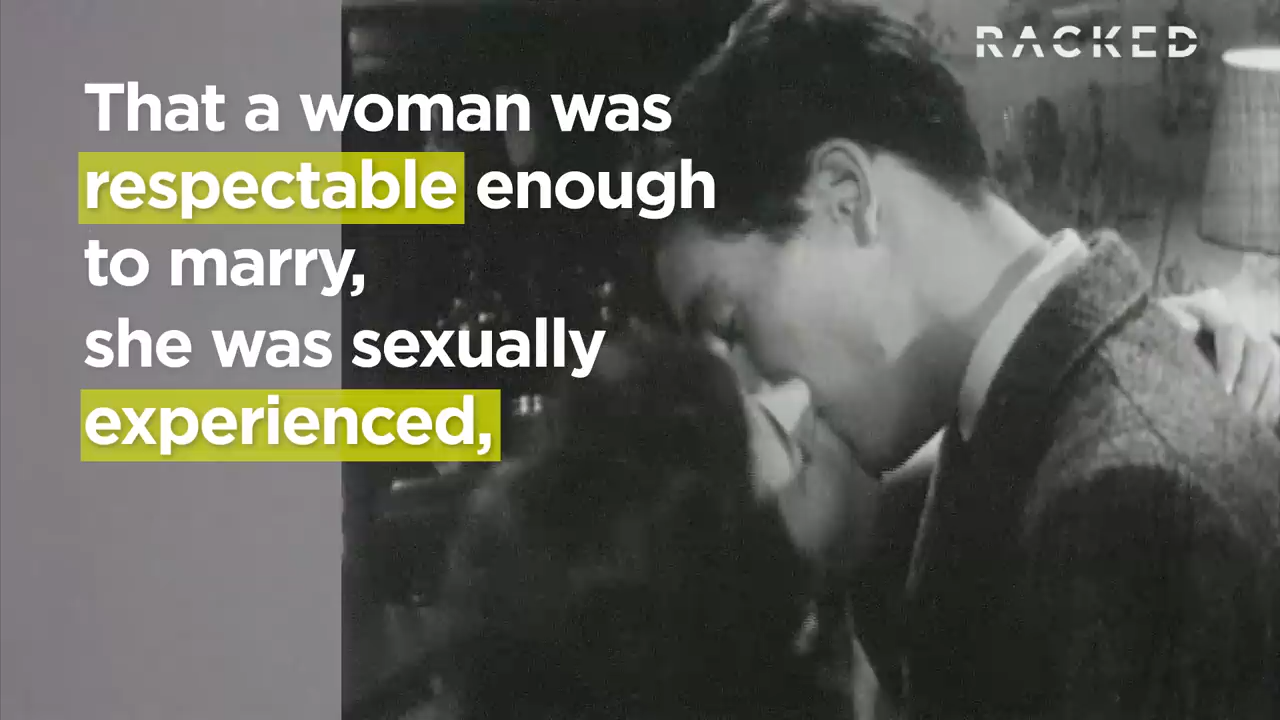 RACKED
That a woman was
respectable enough
to marry,
she was sexually
experienced,